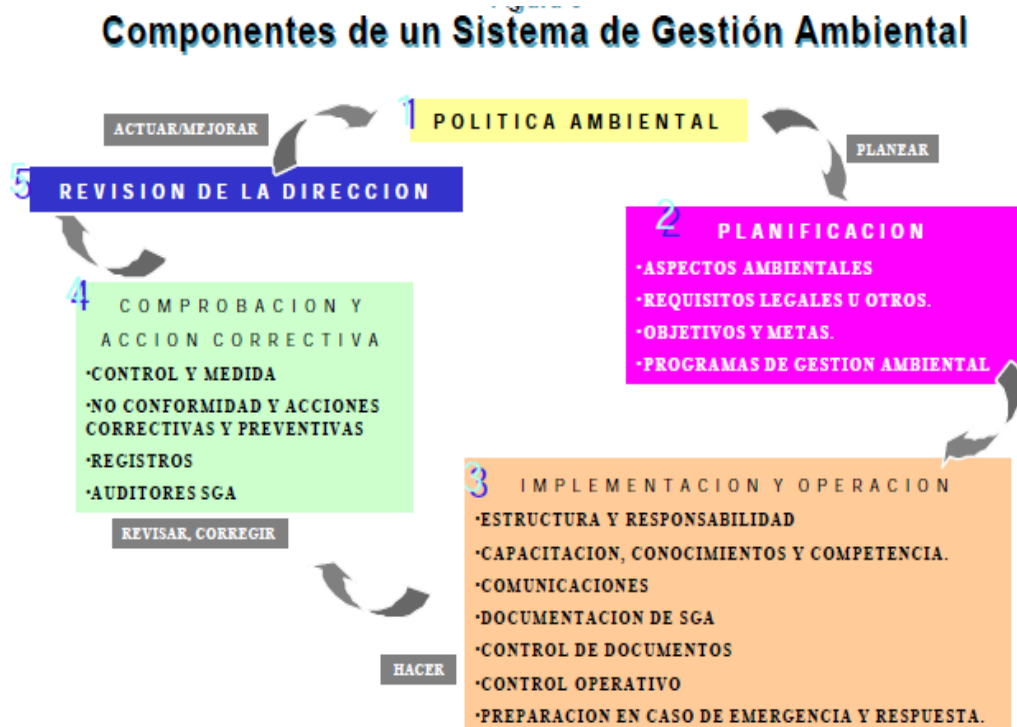 Componentes de un Sistema de Gestión Ambiental
ACTUAR/MEJORAR
1 POLITICA AMBIENTAL
PLANEAR
5 REVISION DE LA DIRECCION
2 PLANIFICACION
·ASPECTOS AMBIENTALES
·REQUISITOS LEGALES U OTROS.
·OBJETIVOS Y METAS.
·PROGRAMAS DE GESTION AMBIENTAL
4 COMPROBACION Y
ACCION CORRECTIVA
·CONTROL Y MEDIDA
·NO CONFORMIDAD Y ACCIONES
CORRECTIVAS Y PREVENTIVAS
·REGISTROS
·AUDITORES SGA
REVISAR, CORREGIR
3 IMPLEMENTACION Y OPERACION
·ESTRUCTURA Y RESPONSABILIDAD
·CAPACITACION, CONOCIMIENTOS Y COMPETENCIA.
·COMUNICACIONES
·DOCUMENTACION DE SGA
·CONTROL DE DOCUMENTOS
·CONTROL OPERATIVO
·PREPARACION EN CASO DE EMERGENCIA Y RESPUESTA.
HACER